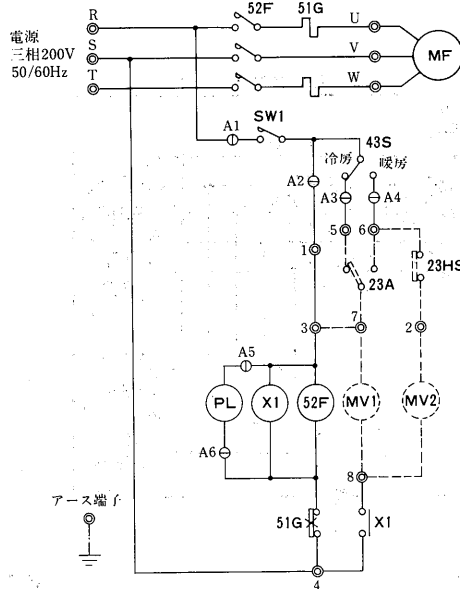 電源
三相200V
50/60Hz
R
S
T
52F
51G
U
V
W
MF
SW1
A1
43S
冷房
暖房
A2
A3
A4
5
6
1
23HS
23A
3
7
2
A5
PL
X1
52F
MV1
MV2
A6
8
アース端子
51G
X1
4